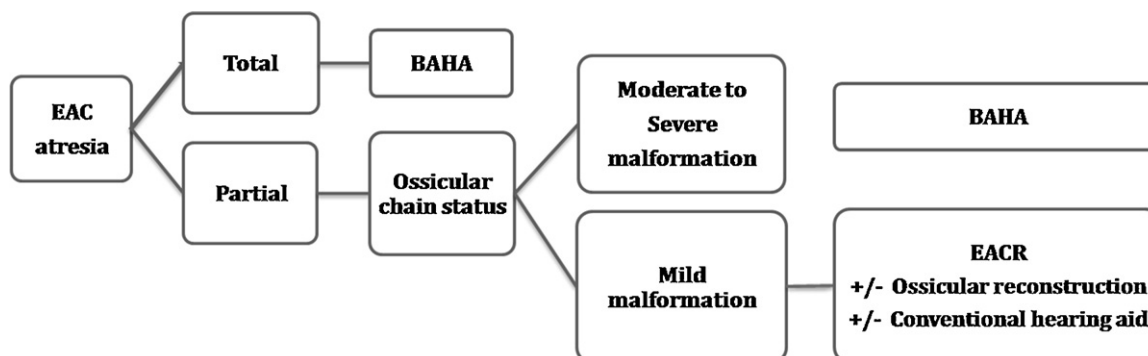 EAC
atresia
Total
BAHA
Partial
Ossicular
chain status
Moderate to
Severe
malformation
BAHA
Mild
malformation
EACR
+/- Ossicular reconstruction
+/- Conventional hearing aid